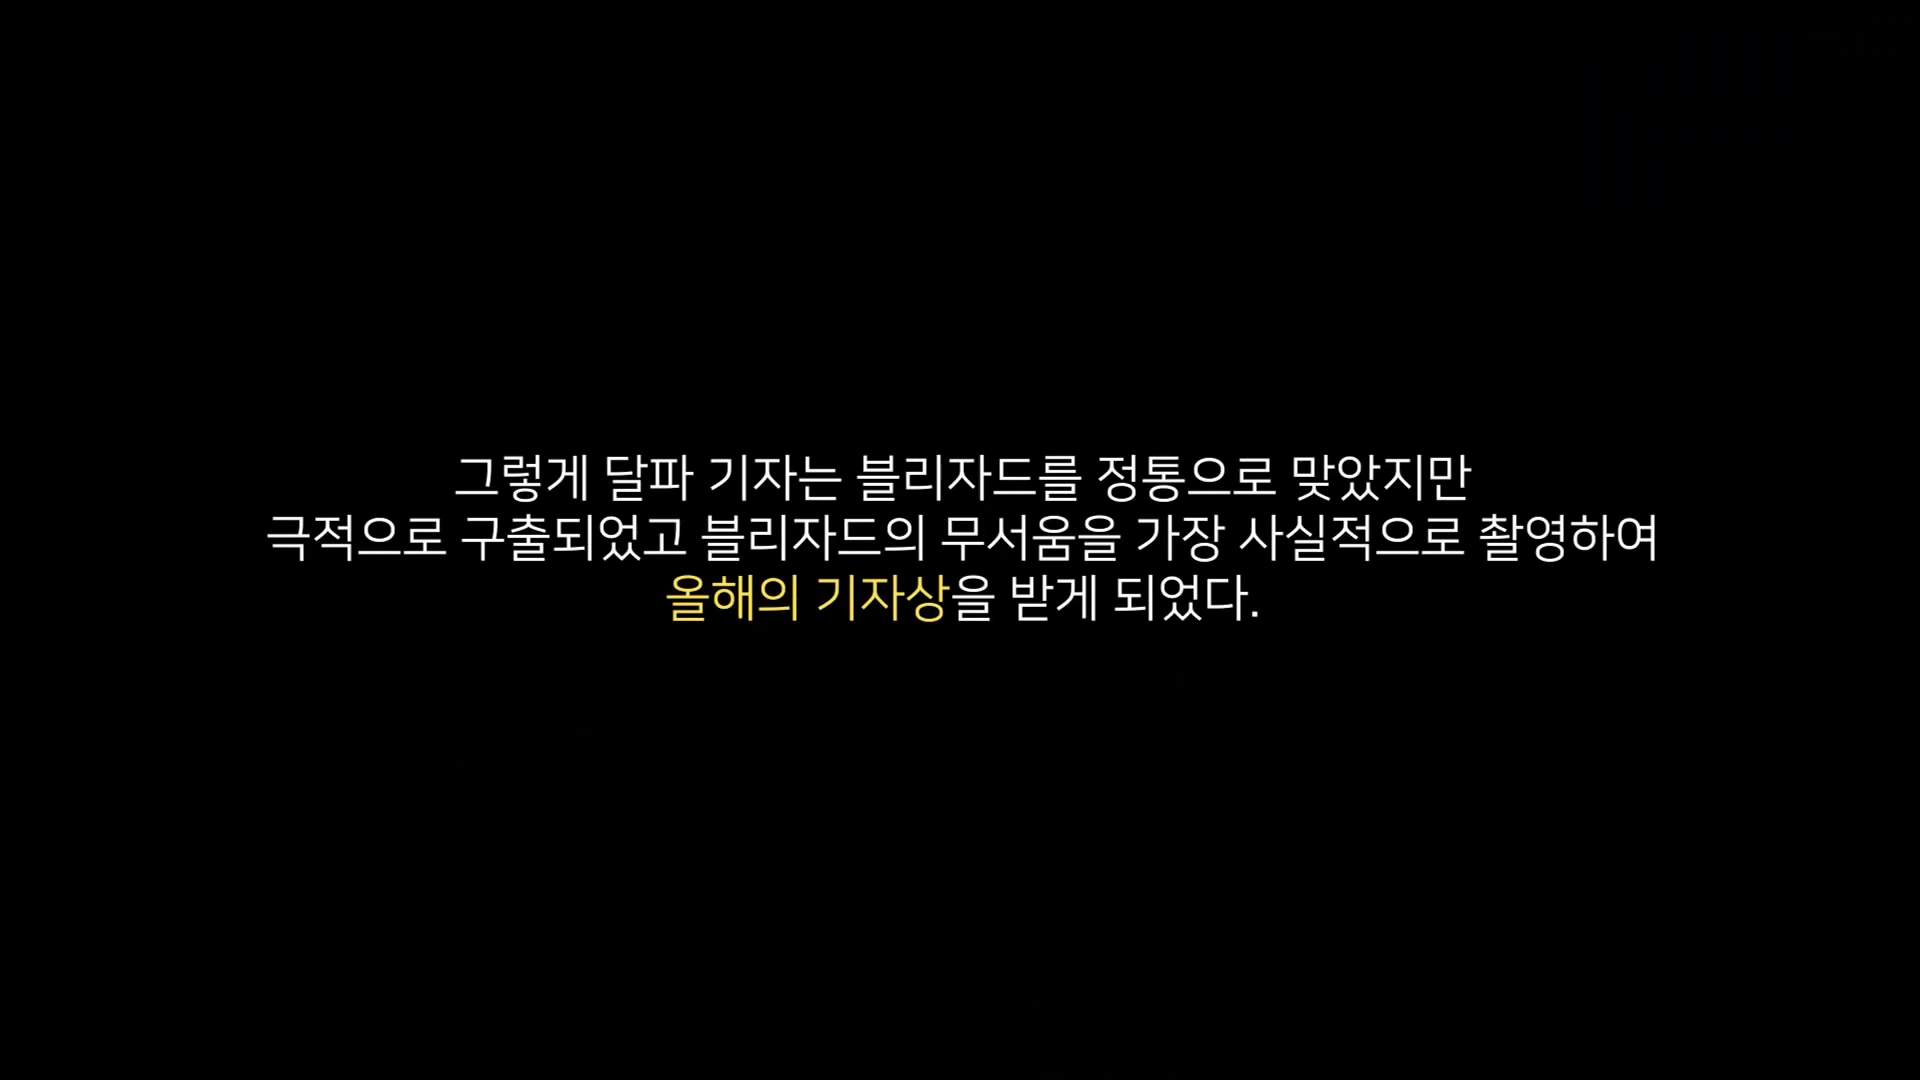 그렇게 달파 기자는 블리자드를 정통으로 맞았지만
극적으로 구출되었고 블리자드의 무서움을 가장 사실적으로 촬영하여
올해의 기자상을 받게 되었다.